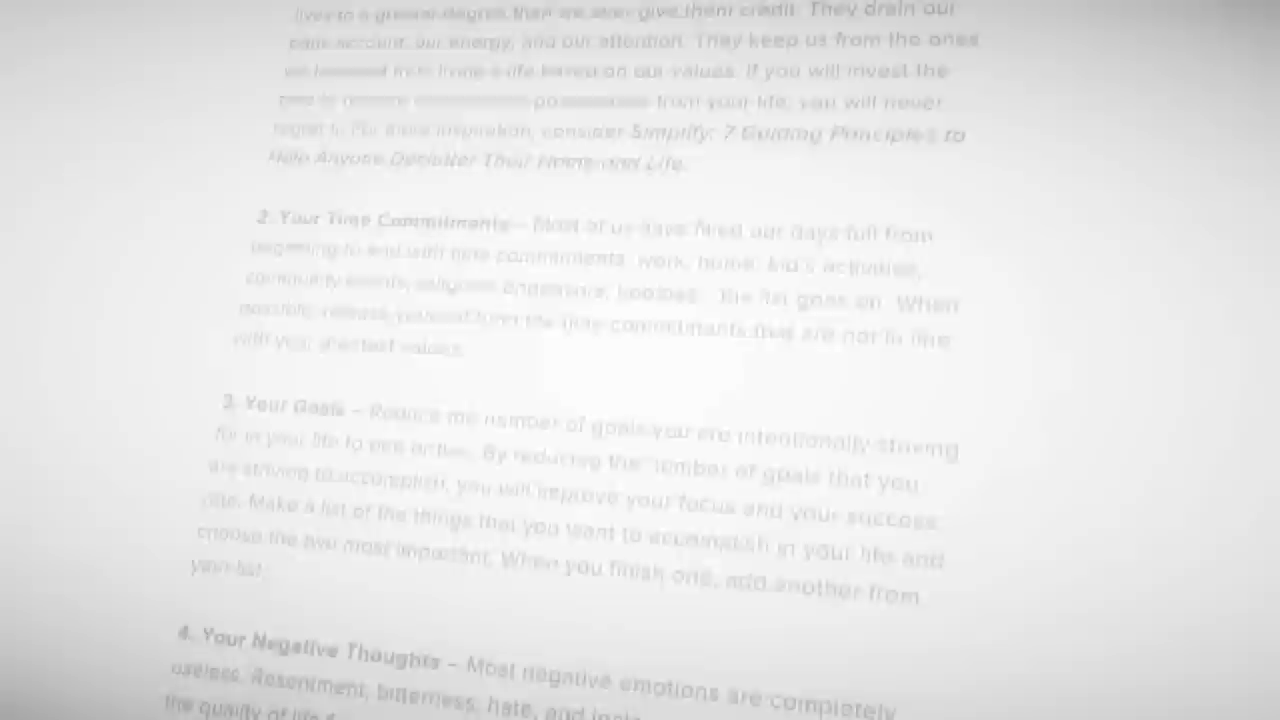 lives to a greater degree than we ever give them credit. They drain our
bank account, our energy, and our attention. They keep us from the ones
we love and from living a life based on our values. If you will invest the
time to remove possessions from your life, you will never
regret it. For more inspiration, consider Simplify: 7 Guiding Principles to
Help Anyone Declutter Their Home and Life.
2. Your Time Commitments – Most of us have filled our days full from
beginning to end with time commitments: work, home, kid's activities,
community events, religious endeavors, hobbies… the list goes on. When
possible, release yourself from the time commitments that are not in line
with your greatest values.
3. Your Goals – Reduce the number of goals you are intentionally striving
for in your life to one or two. By reducing the number of goals that you
are striving to accomplish, you will improve your focus and your success
rate. Make a list of the things that you want to accomplish in your life and
choose the two most important. When you finish one, add another from
your list.
4. Your Negative Thoughts – Most negative emotions are completely
useless. Resentment, bitterness, hate, and
the quality of life